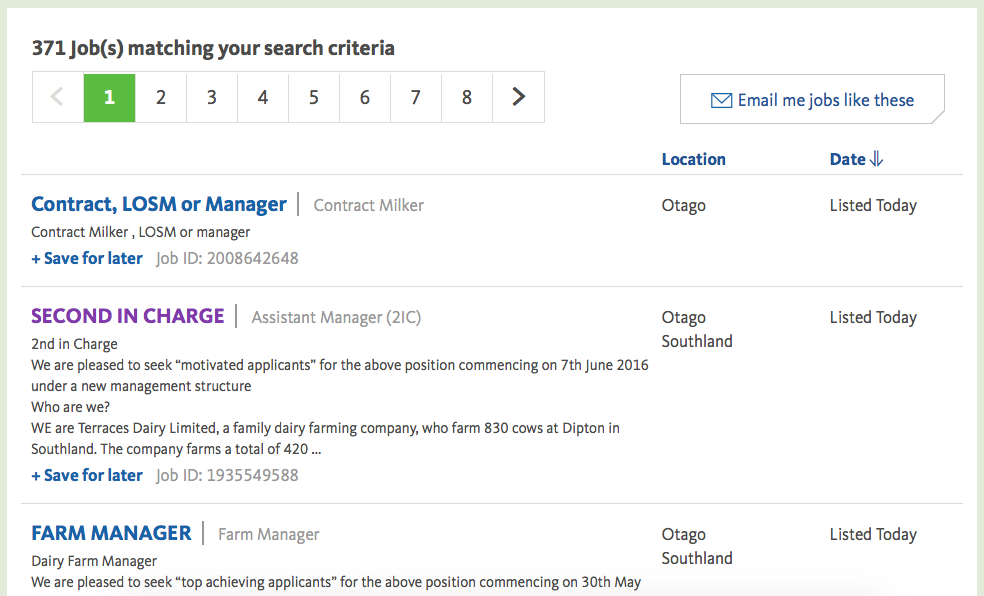 371 Job(s) matching your search criteria
1 2 3 4 5 6 7 8
Email me jobs like these
Location Date
Contract, LOSM or Manager Contract Milker Otago Listed Today
Contract Milker , LOSM or manager
+ Save for later Job ID: 2008642648
SECOND IN CHARGE Assistant Manager (2IC) Otago Listed Today
Southland
2nd in Charge
We are pleased to seek “motivated applicants” for the above position commencing on 7th June 2016
under a new management structure
Who are we?
WE are Terraces Dairy Limited, a family dairy farming company, who farm 830 cows at Dipton in
Southland. The company farms a total of 420 ...
+ Save for later Job ID: 1935549588
FARM MANAGER Farm Manager Otago Listed Today
Southland
Dairy Farm Manager
We are pleased to seek “top achieving applicants” for the above position commencing on 30th May